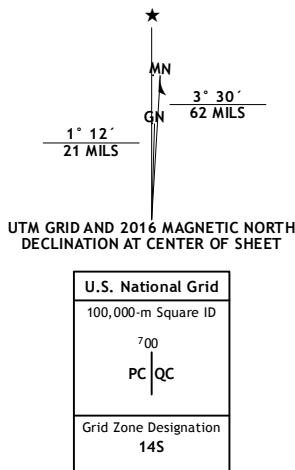 ★
MN
GN
3° 30´
62 MILS
1° 12´
21 MILS
UTM GRID AND 2016 MAGNETIC NORTH
DECLINATION AT CENTER OF SHEET
U.S. National Grid
100,000-m Square ID
⁷00
PC QC
Grid Zone Designation
14S